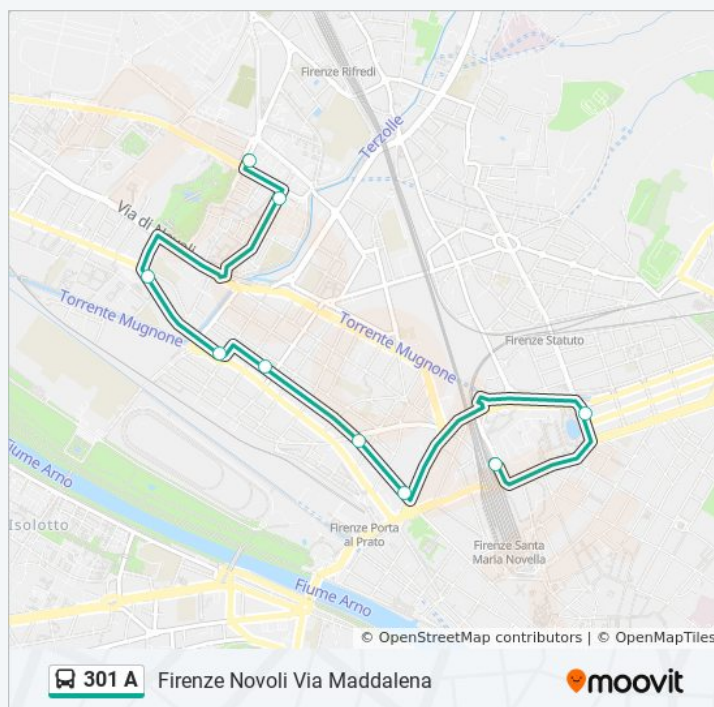 Firenze Rifredi
Terzolle
Via di Novoli
Torrente Mugnone
Torrente Mugnone
Firenze Statuto
Fiume Arno
Isolotto
Firenze Porta
al Prato
Firenze Santa
Maria Novella
Fiume Arno
© OpenStreetMap contributors | © OpenMapTiles
301 A Firenze Novoli Via Maddalena
moovit